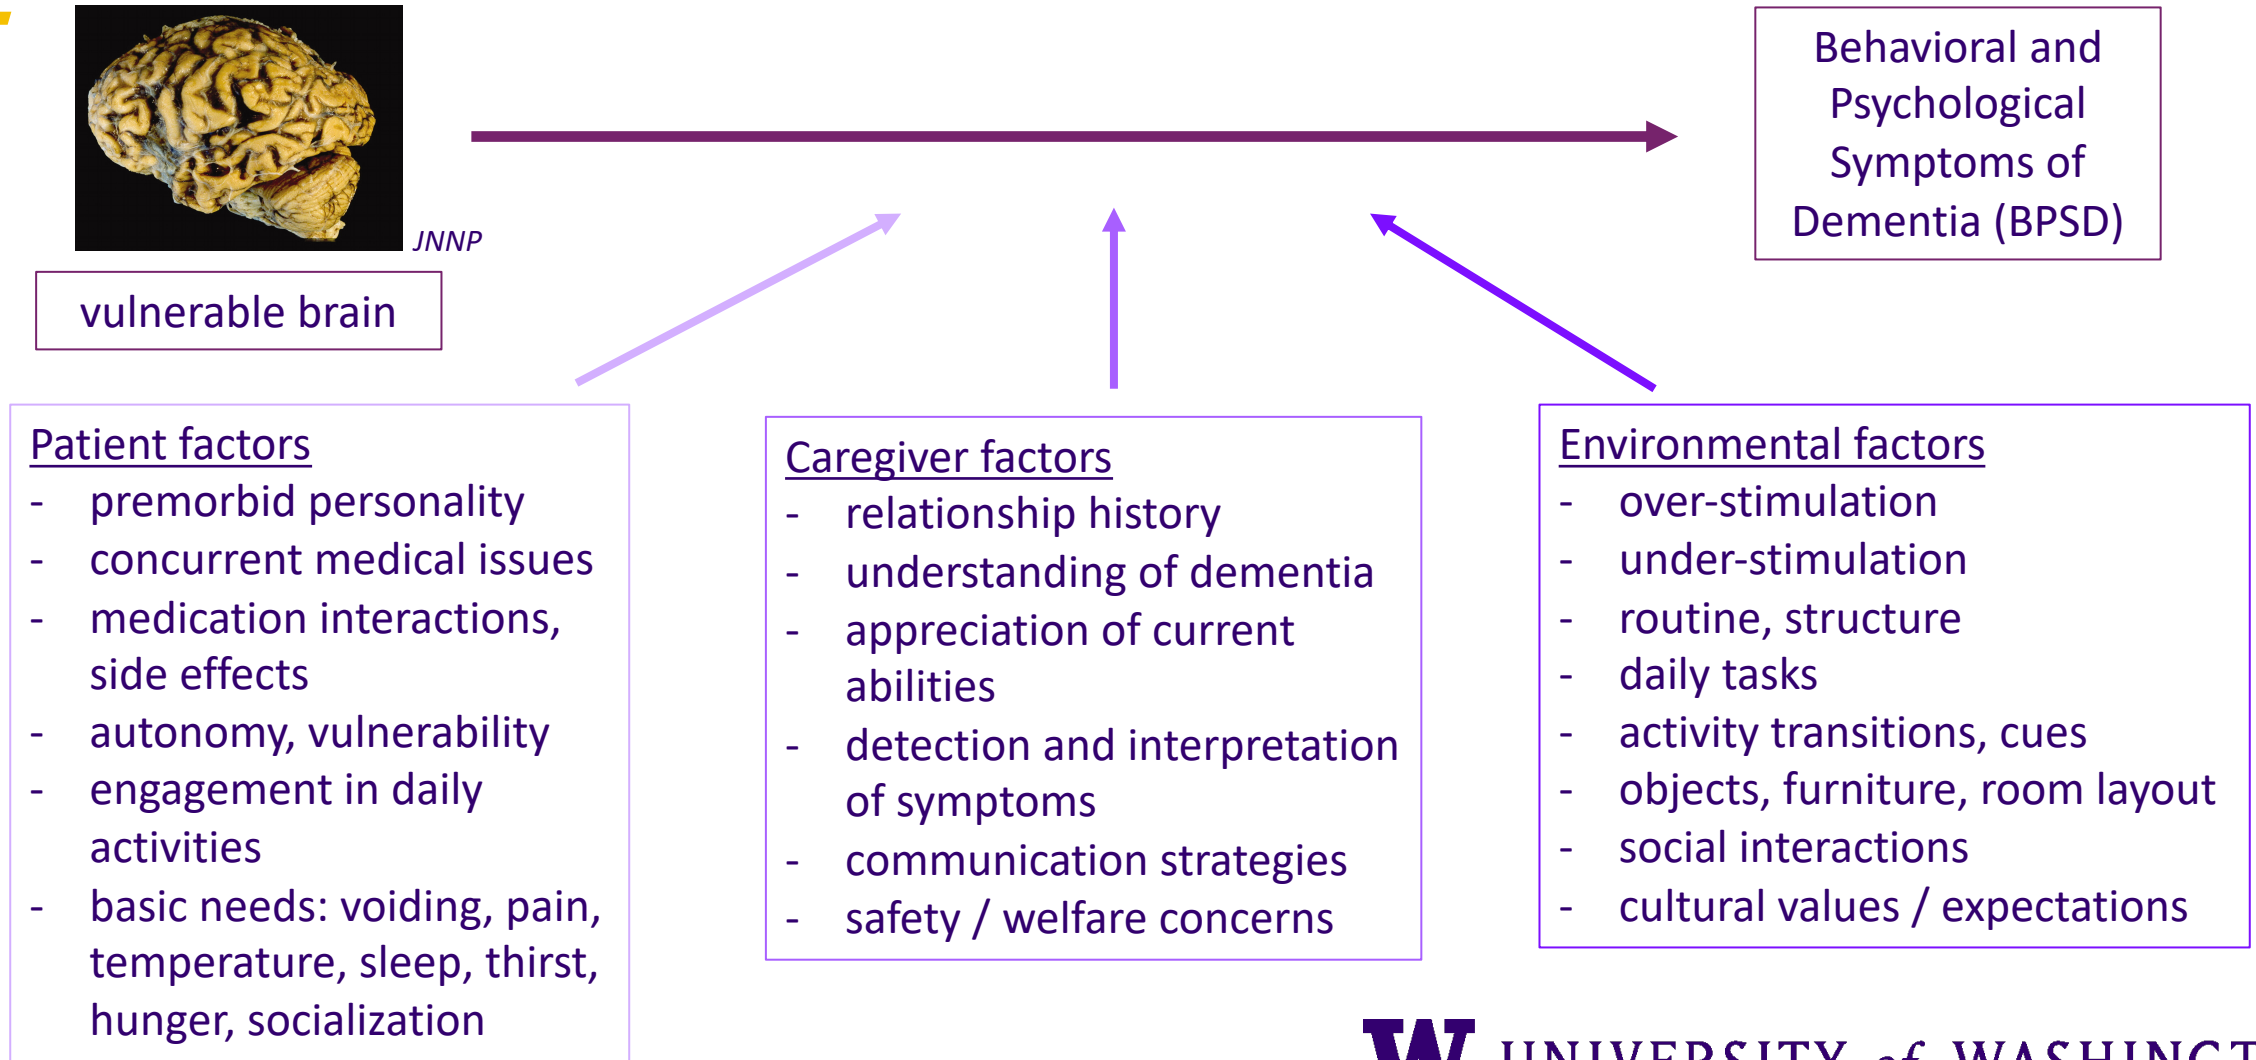 JNNP
vulnerable brain
Behavioral and
Psychological
Symptoms of
Dementia (BPSD)
Patient factors
- premorbid personality
- concurrent medical issues
- medication interactions,
side effects
- autonomy, vulnerability
- engagement in daily
activities
- basic needs: voiding, pain,
temperature, sleep, thirst,
hunger, socialization
Caregiver factors
- relationship history
- understanding of dementia
- appreciation of current
abilities
- detection and interpretation
of symptoms
- communication strategies
- safety / welfare concerns
Environmental factors
- over-stimulation
- under-stimulation
- routine, structure
- daily tasks
- activity transitions, cues
- objects, furniture, room layout
- social interactions
- cultural values / expectations
W UNIVERSITY of WASHINGT